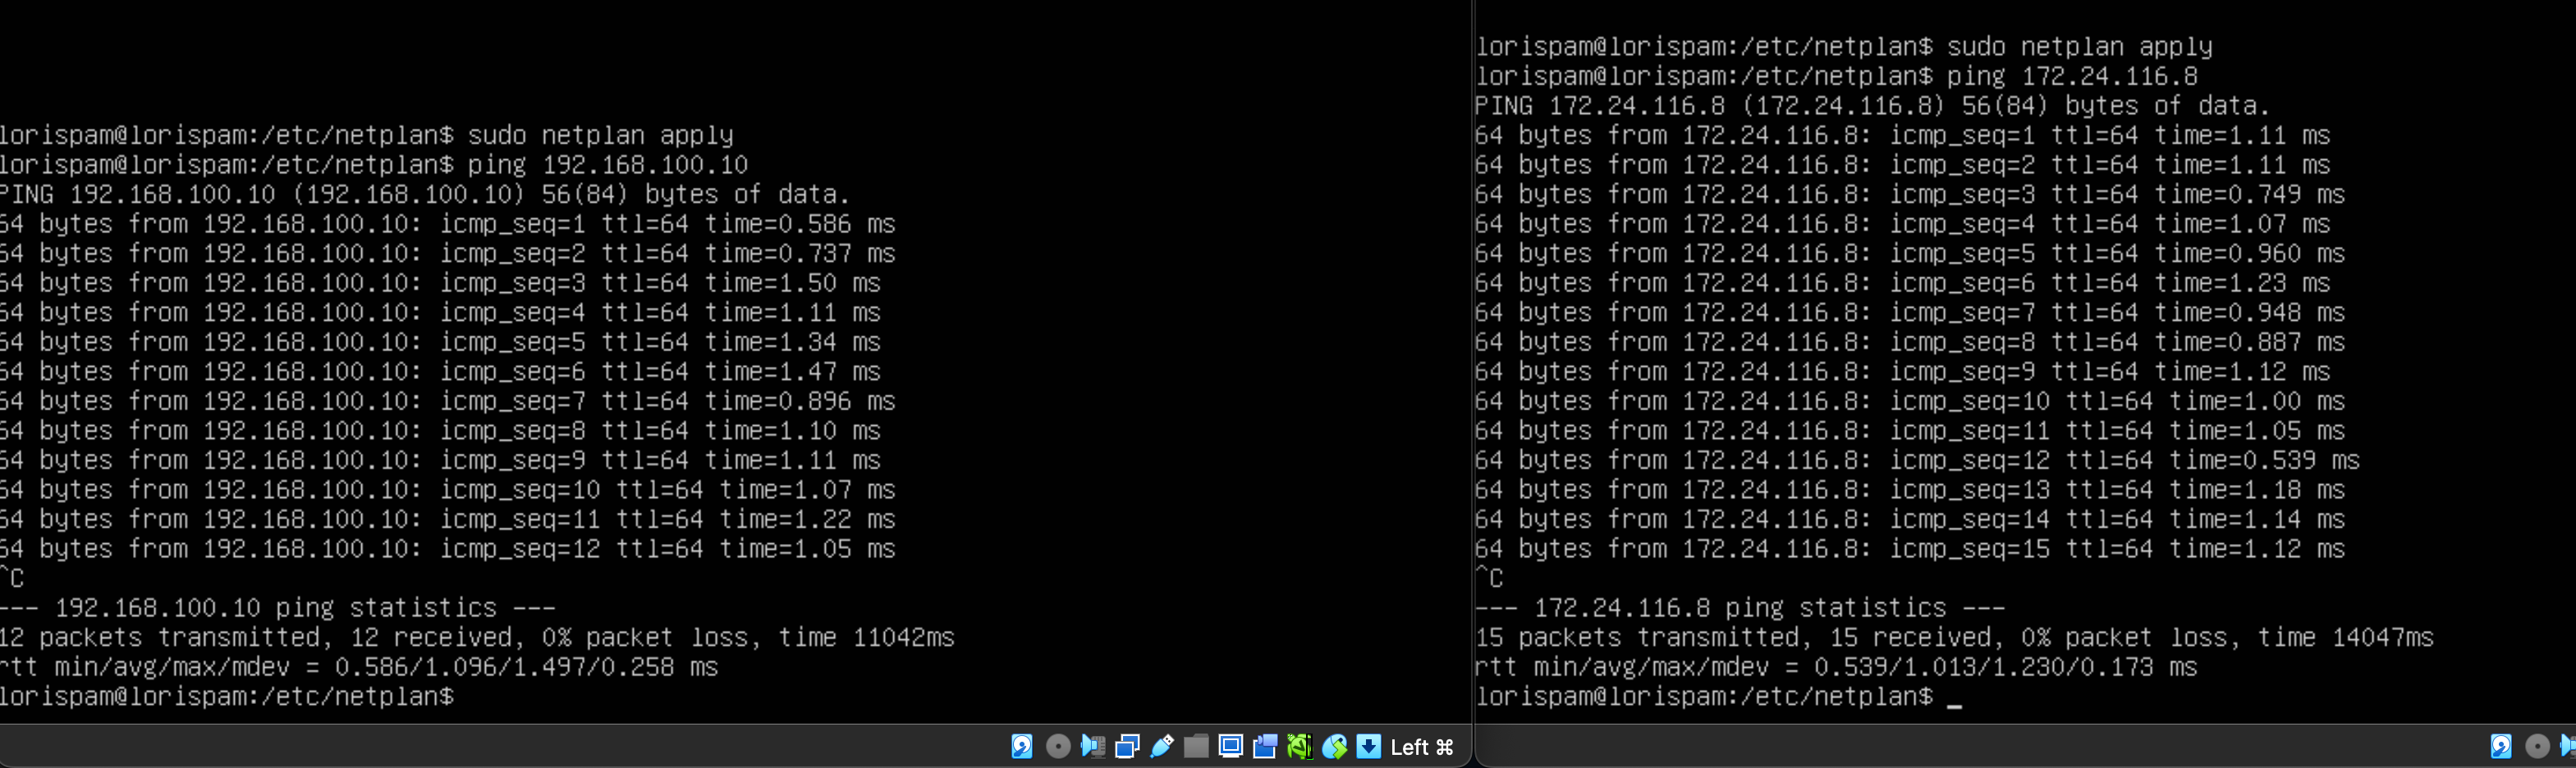 lorispam@lorispam:/etc/netplan$ sudo netplan apply
lorispam@lorispam:/etc/netplan$ ping 192.168.100.10
PING 192.168.100.10 (192.168.100.10) 56(84) bytes of data.
64 bytes from 192.168.100.10: icmp_seq=1 ttl=64 time=0.586 ms
64 bytes from 192.168.100.10: icmp_seq=2 ttl=64 time=0.737 ms
64 bytes from 192.168.100.10: icmp_seq=3 ttl=64 time=1.50 ms
64 bytes from 192.168.100.10: icmp_seq=4 ttl=64 time=1.11 ms
64 bytes from 192.168.100.10: icmp_seq=5 ttl=64 time=1.34 ms
64 bytes from 192.168.100.10: icmp_seq=6 ttl=64 time=1.47 ms
64 bytes from 192.168.100.10: icmp_seq=7 ttl=64 time=0.896 ms
64 bytes from 192.168.100.10: icmp_seq=8 ttl=64 time=1.10 ms
64 bytes from 192.168.100.10: icmp_seq=9 ttl=64 time=1.11 ms
64 bytes from 192.168.100.10: icmp_seq=10 ttl=64 time=1.07 ms
64 bytes from 192.168.100.10: icmp_seq=11 ttl=64 time=1.22 ms
64 bytes from 192.168.100.10: icmp_seq=12 ttl=64 time=1.05 ms
^C
--- 192.168.100.10 ping statistics ---
12 packets transmitted, 12 received, 0% packet loss, time 11042ms
rtt min/avg/max/mdev = 0.586/1.096/1.497/0.258 ms
lorispam@lorispam:/etc/netplan$
Left ⌘
lorispam@lorispam:/etc/netplan$ sudo netplan apply
lorispam@lorispam:/etc/netplan$ ping 172.24.116.8
PING 172.24.116.8 (172.24.116.8) 56(84) bytes of data.
64 bytes from 172.24.116.8: icmp_seq=1 ttl=64 time=1.11 ms
64 bytes from 172.24.116.8: icmp_seq=2 ttl=64 time=1.11 ms
64 bytes from 172.24.116.8: icmp_seq=3 ttl=64 time=0.749 ms
64 bytes from 172.24.116.8: icmp_seq=4 ttl=64 time=1.07 ms
64 bytes from 172.24.116.8: icmp_seq=5 ttl=64 time=0.960 ms
64 bytes from 172.24.116.8: icmp_seq=6 ttl=64 time=1.23 ms
64 bytes from 172.24.116.8: icmp_seq=7 ttl=64 time=0.948 ms
64 bytes from 172.24.116.8: icmp_seq=8 ttl=64 time=0.887 ms
64 bytes from 172.24.116.8: icmp_seq=9 ttl=64 time=1.12 ms
64 bytes from 172.24.116.8: icmp_seq=10 ttl=64 time=1.00 ms
64 bytes from 172.24.116.8: icmp_seq=11 ttl=64 time=1.05 ms
64 bytes from 172.24.116.8: icmp_seq=12 ttl=64 time=0.539 ms
64 bytes from 172.24.116.8: icmp_seq=13 ttl=64 time=1.18 ms
64 bytes from 172.24.116.8: icmp_seq=14 ttl=64 time=1.14 ms
64 bytes from 172.24.116.8: icmp_seq=15 ttl=64 time=1.12 ms
^C
--- 172.24.116.8 ping statistics ---
15 packets transmitted, 15 received, 0% packet loss, time 14047ms
rtt min/avg/max/mdev = 0.539/1.013/1.230/0.173 ms
lorispam@lorispam:/etc/netplan$ _